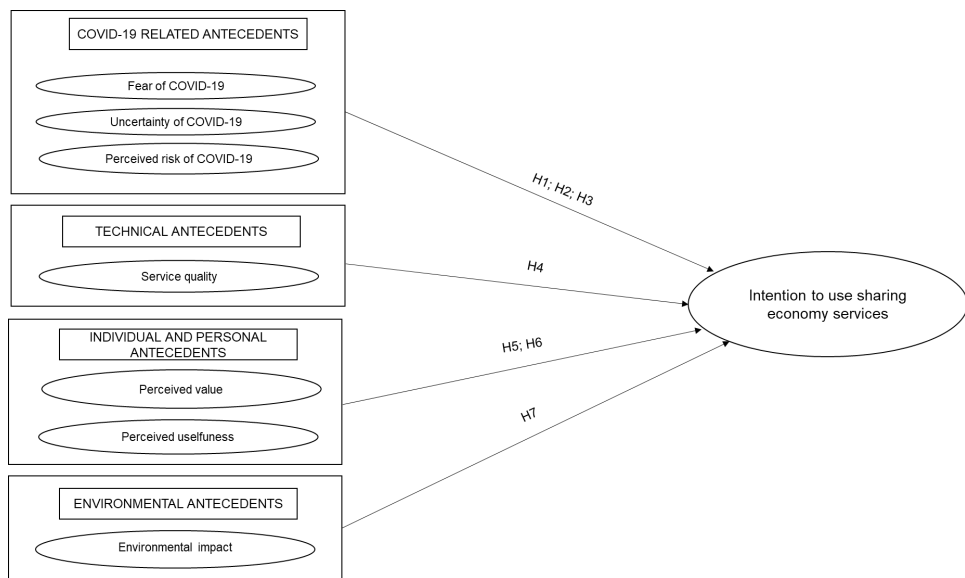 COVID-19 RELATED ANTECEDENTS
Fear of COVID-19
Uncertainty of COVID-19
Perceived risk of COVID-19
H1; H2; H3
TECHNICAL ANTECEDENTS
Service quality
H4
Intention to use sharing
economy services
INDIVIDUAL AND PERSONAL
ANTECEDENTS
Perceived value
Perceived uselfuness
H5; H6
H7
ENVIRONMENTAL ANTECEDENTS
Environmental impact